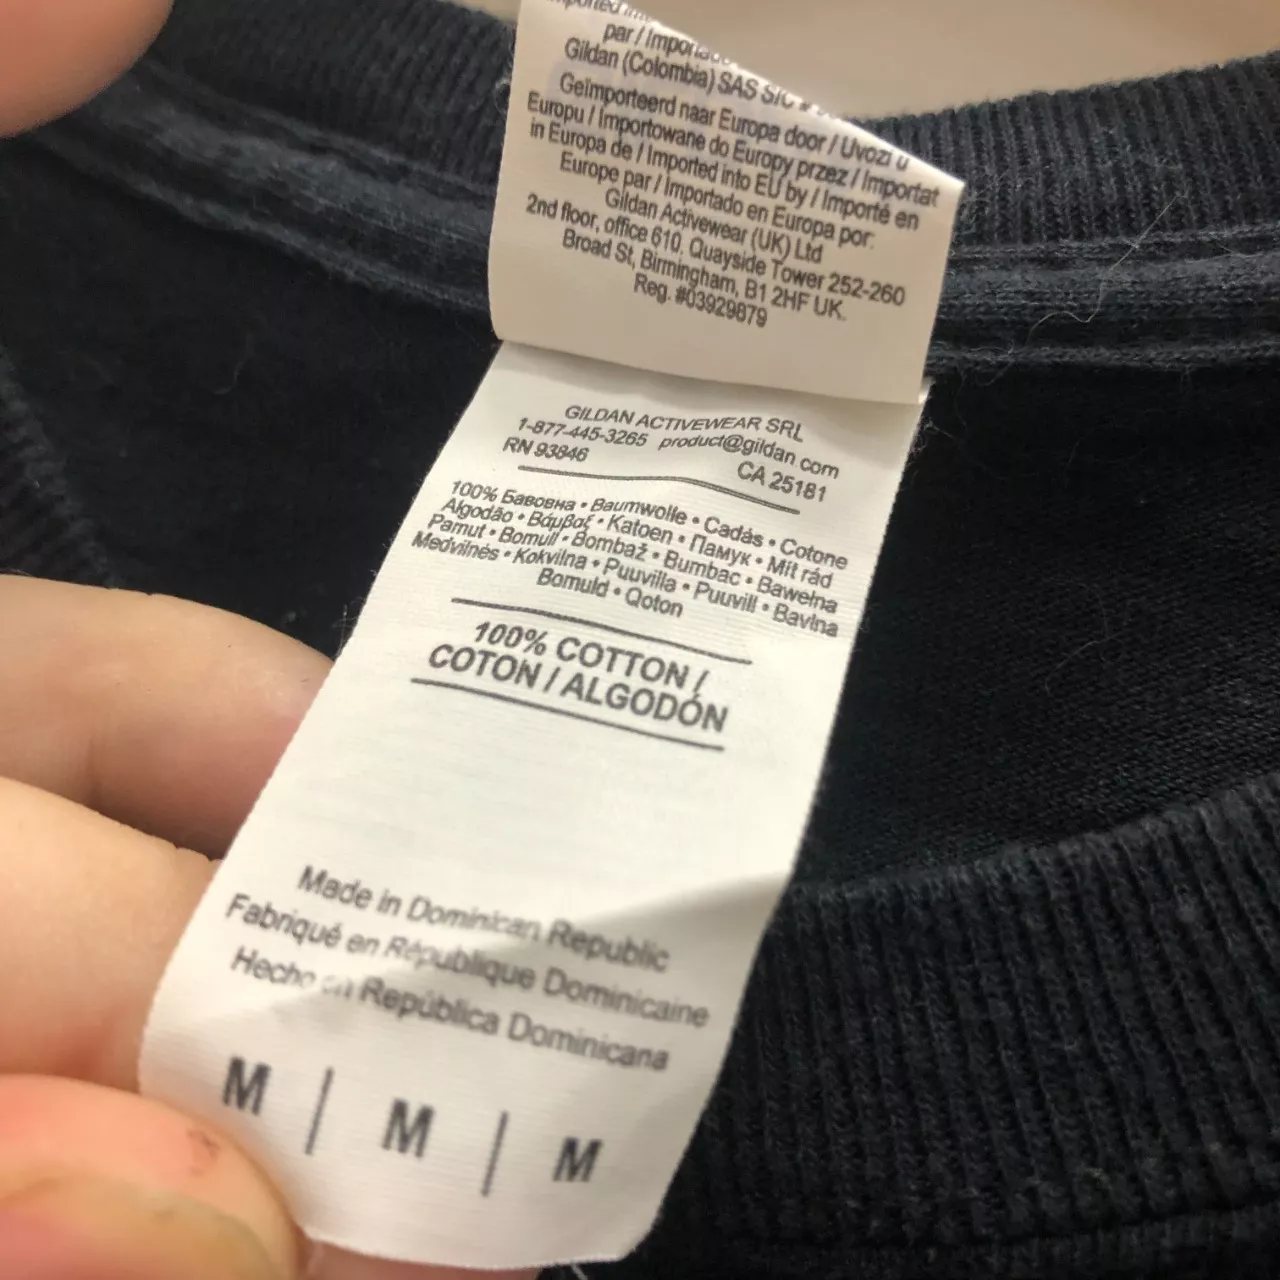 par / Importado
Gildan (Colombia) SAS SIC #
Geïmporteerd naar Europa door / Uvozi u
Europu / Importowane do Europy przez / Importat
in Europa de / Imported into EU by / Importé en
Europe par / Importado en Europa por:
Gildan Activewear (UK) Ltd
2nd floor, office 610, Quayside Tower 252-260
Broad St, Birmingham, B1 2HF UK.
Reg. #03929879
GILDAN ACTIVEWEAR SRL
1-877-445-3265 product@gildan.com
RN 93846 CA 25181
100% Бавовна • Baumwolle • Cadás • Cotone
Algodão • Βάμβαξ • Katoen • Памук • Mit rád
Pamut • Bomull • Bombaž • Bumbac • Bawełna
Medvilnės • Kokvilna • Puuvilla • Puuvill • Bavlna
Bomuld • Qoton
100% COTTON /
COTON / ALGODÓN
Made in Dominican Republic
Fabriqué en République Dominicaine
Hecho en República Dominicana
M | M | M